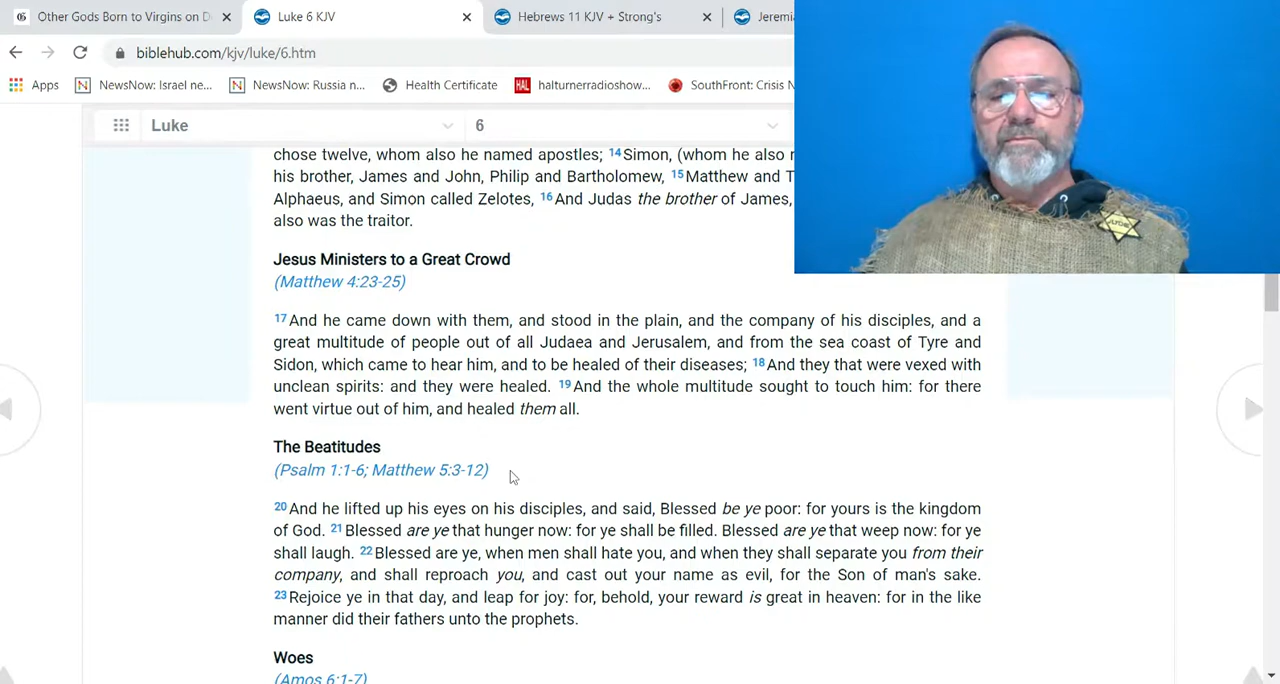 Other Gods Born to Virgins on D
Luke 6 KJV
Hebrews 11 KJV + Strong's
Jeremia
biblehub.com/kjv/luke/6.htm
Apps
NewsNow: Israel ne...
NewsNow: Russia n...
Health Certificate
HAL
halturnerradioshow...
SouthFront: Crisis N
Luke
6
chose twelve, whom also he named apostles; 14 Simon, (whom he also
his brother, James and John, Philip and Bartholomew, 15 Matthew and T
Alphaeus, and Simon called Zelotes, 16 And Judas the brother of James,
also was the traitor.
Jesus Ministers to a Great Crowd
(Matthew 4:23-25)
17 And he came down with them, and stood in the plain, and the company of his disciples, and a
great multitude of people out of all Judaea and Jerusalem, and from the sea coast of Tyre and
Sidon, which came to hear him, and to be healed of their diseases; 18 And they that were vexed with
unclean spirits: and they were healed. 19 And the whole multitude sought to touch him: for there
went virtue out of him, and healed them all.
The Beatitudes
(Psalm 1:1-6; Matthew 5:3-12)
20 And he lifted up his eyes on his disciples, and said, Blessed be ye poor: for yours is the kingdom
of God. 21 Blessed are ye that hunger now: for ye shall be filled. Blessed are ye that weep now: for ye
shall laugh. 22 Blessed are ye, when men shall hate you, and when they shall separate you from their
company, and shall reproach you, and cast out your name as evil, for the Son of man's sake.
23 Rejoice ye in that day, and leap for joy: for, behold, your reward is great in heaven: for in the like
manner did their fathers unto the prophets.
Woes
(Amos 6:1-7)